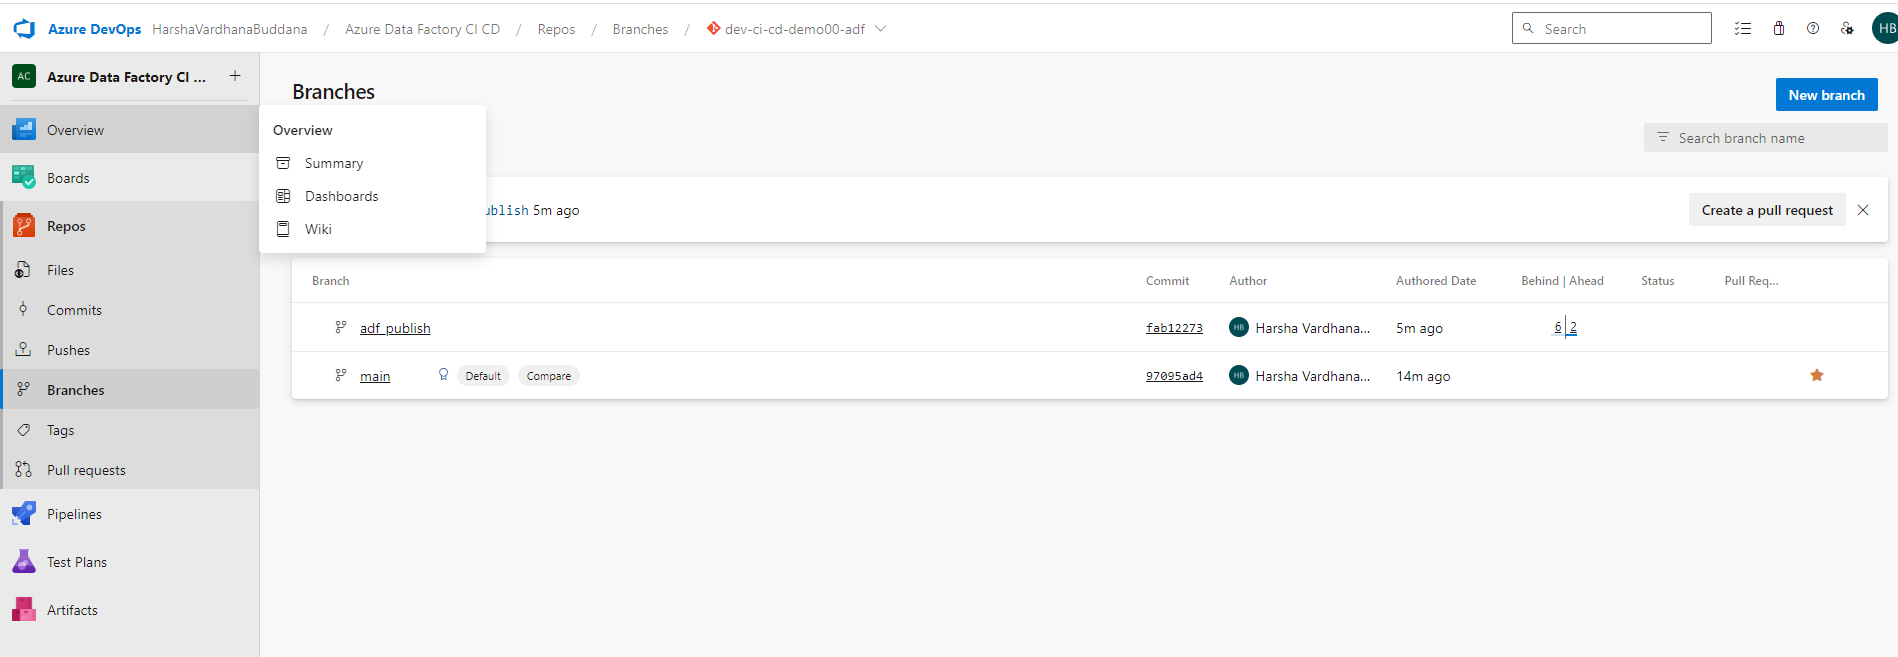 Azure DevOps HarshaVardhanaBuddana / Azure Data Factory CI CD / Repos / Branches / dev-ci-cd-demo00-adf Search HB
AC Azure Data Factory CI ... +
Branches
New branch
Overview
Boards
Repos
Files
Commits
Pushes
Branches
Tags
Pull requests
Pipelines
Test Plans
Artifacts
Overview
Summary
Dashboards
Wiki
Search branch name
ublish 5m ago
Create a pull request
Branch Commit Author Authored Date Behind | Ahead Status Pull Req...
adf_publish fab12273 HB Harsha Vardhana... 5m ago 6 2
main Default Compare 97095ad4 HB Harsha Vardhana... 14m ago